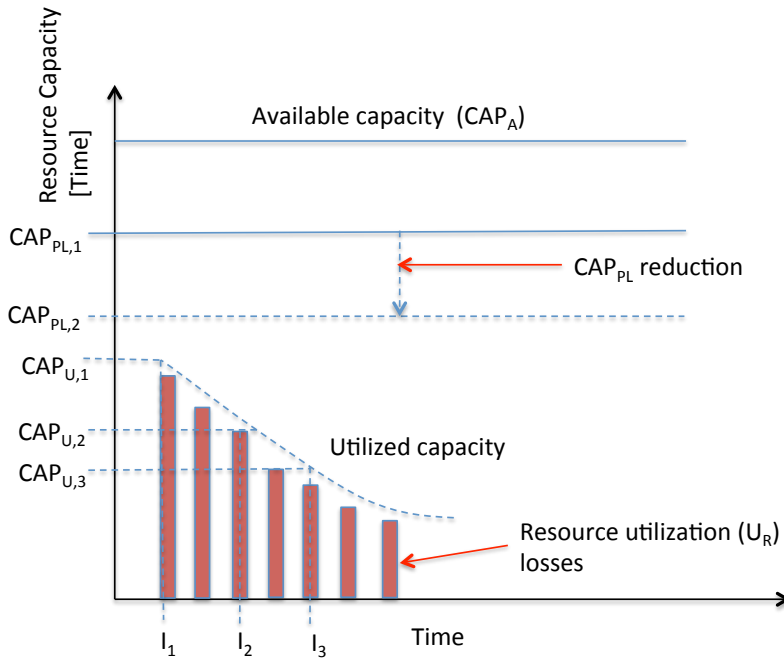 Resource Capacity
[Time]
Available capacity (CAP_A)
CAP_PL,1
CAP_PL reduction
CAP_PL,2
CAP_U,1
CAP_U,2
Utilized capacity
CAP_U,3
Resource utilization (U_R)
losses
I_1
I_2
I_3
Time